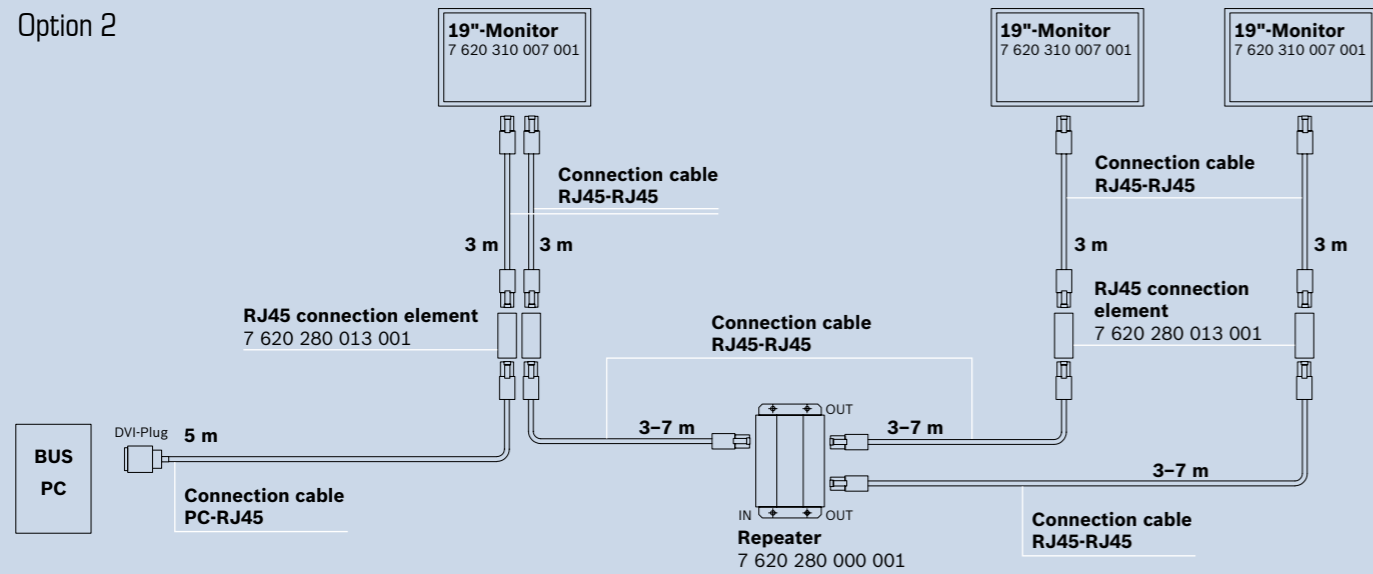 Option 2
19"-Monitor
7 620 310 007 001
19"-Monitor
7 620 310 007 001
19"-Monitor
7 620 310 007 001
Connection cable
RJ45-RJ45
Connection cable
RJ45-RJ45
3 m
3 m
3 m
3 m
RJ45 connection element
7 620 280 013 001
RJ45 connection
element
7 620 280 013 001
Connection cable
RJ45-RJ45
BUS
PC
DVI-Plug
5 m
3–7 m
OUT
3–7 m
3–7 m
Connection cable
PC-RJ45
IN
OUT
Repeater
7 620 280 000 001
Connection cable
RJ45-RJ45